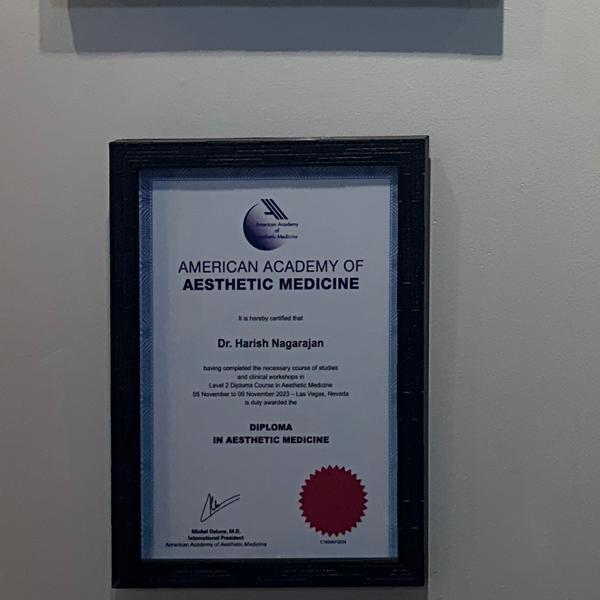 American Academy
of
Aesthetic Medicine
AMERICAN ACADEMY OF
AESTHETIC MEDICINE
It is hereby certified that
Dr. Harish Nagarajan
having completed the necessary course of studies
and clinical workshops in
Level 2 Diploma Course in Aesthetic Medicine
05 November to 09 November 2023 – Las Vegas, Nevada
is duly awarded the
DIPLOMA
IN AESTHETIC MEDICINE
Michel Delune, M.D.
International President
American Academy of Aesthetic Medicine